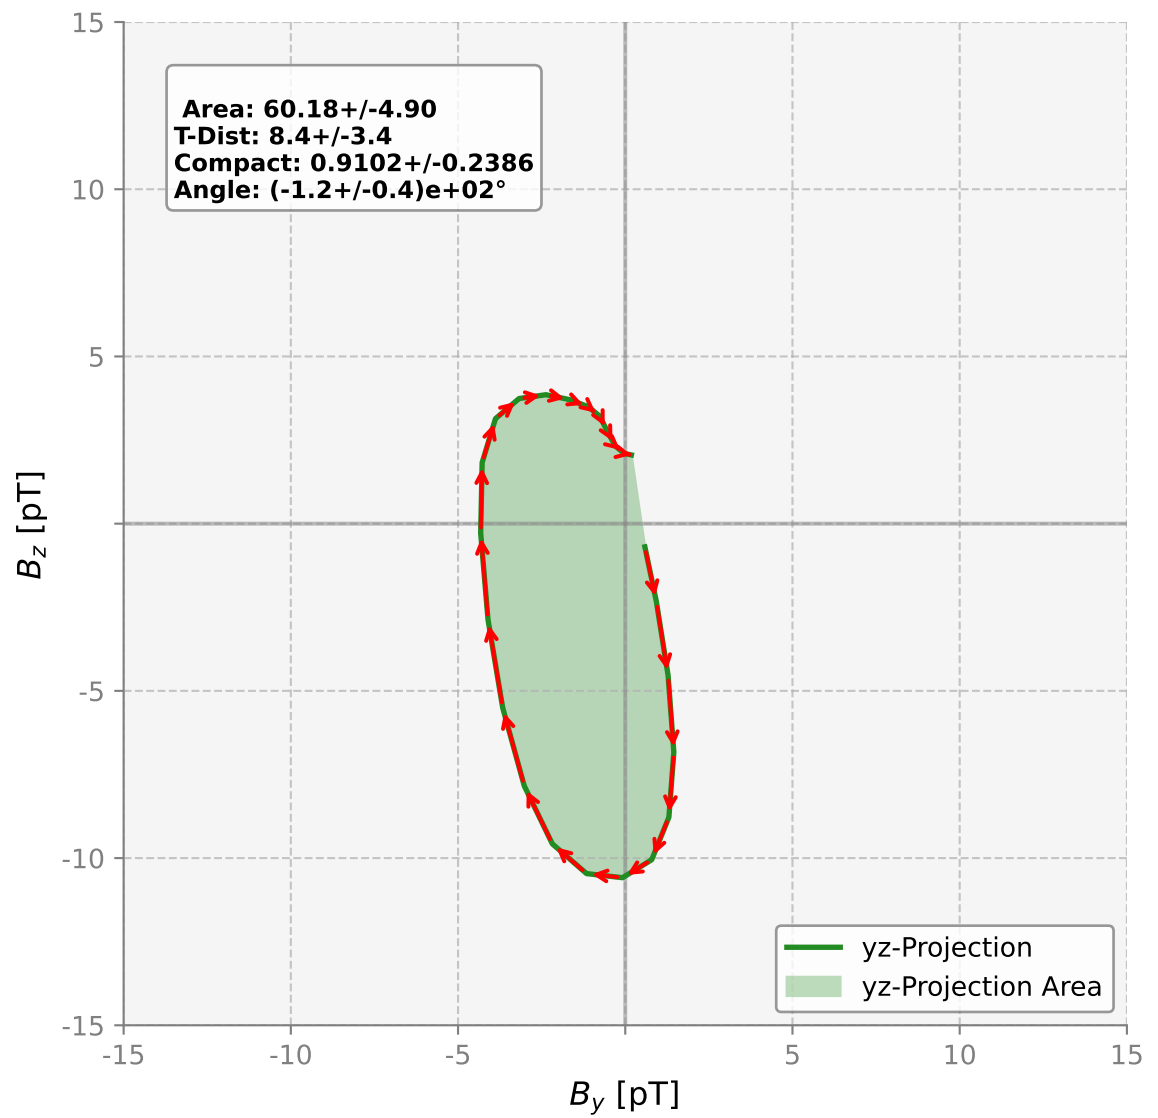 15
Area: 60.18+/-4.90
T-Dist: 8.4+/-3.4
Compact: 0.9102+/-0.2386
Angle: (-1.2+/-0.4)e+02°
10
5
B_z [pT]
-5
-10
yz-Projection
yz-Projection Area
-15
-15 -10 -5 5 10 15
B_y [pT]